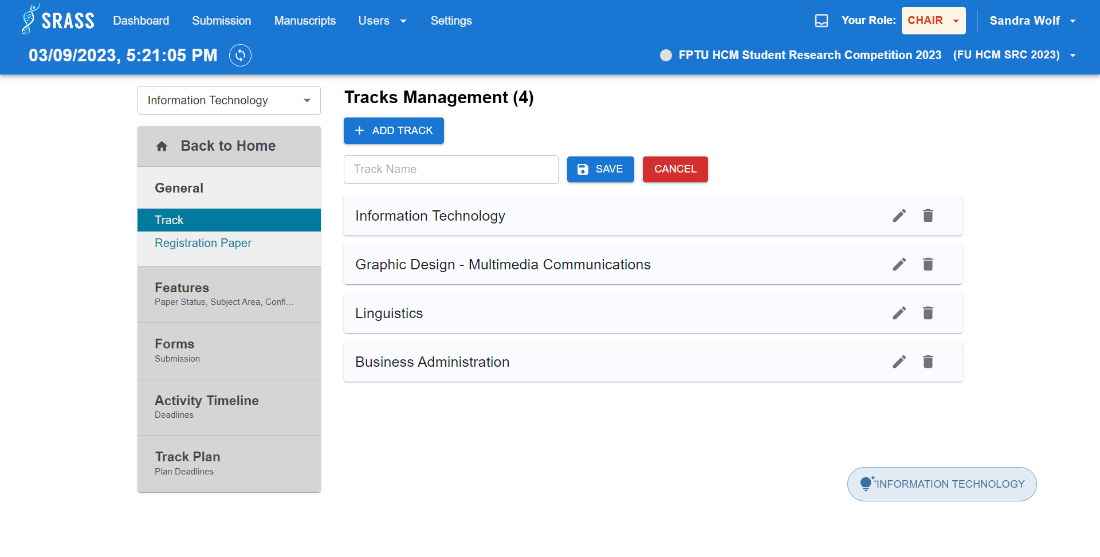 SRASS Dashboard Submission Manuscripts Users Settings Your Role: CHAIR Sandra Wolf
03/09/2023, 5:21:05 PM FPTU HCM Student Research Competition 2023 (FU HCM SRC 2023)
Information Technology
Back to Home
General
Track
Registration Paper
Features
Paper Status, Subject Area, Confl...
Forms
Submission
Activity Timeline
Deadlines
Track Plan
Plan Deadlines
Tracks Management (4)
+ ADD TRACK
Track Name SAVE CANCEL
Information Technology
Graphic Design - Multimedia Communications
Linguistics
Business Administration
INFORMATION TECHNOLOGY